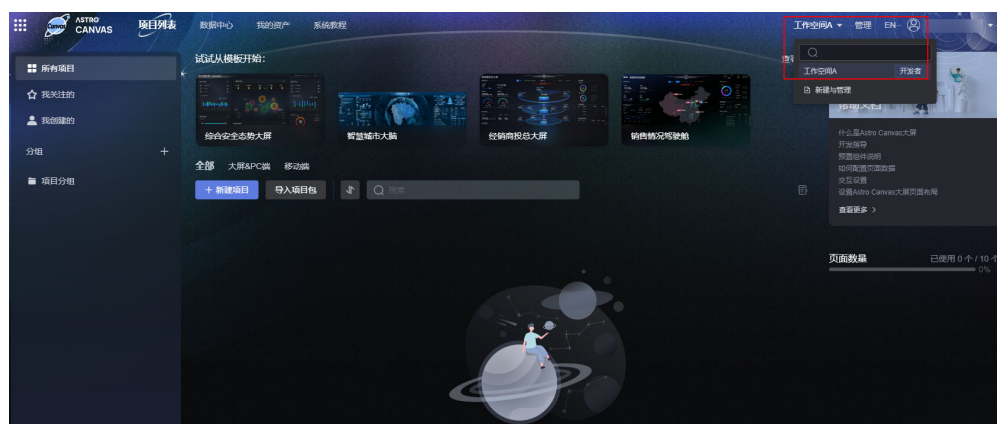 ASTRO
CANVAS
项目列表
数据中心
我的资产
系统教程
工作空间A
管理
EN
工作空间A
开发者
新建与管理
所有项目
我关注的
我创建的
分组
+
项目分组
试试从模板开始:
综合安全态势大屏
智慧城市大脑
经销商投总大屏
销售情况驾驶舱
全部
大屏&PC端
移动端
+ 新建项目
导入项目包
搜索
帮助文档
什么是Astro Canvas大屏
开发指导
预置组件说明
如何配置页面数据
交互设置
设置Astro Canvas大屏页面布局
查看更多 >
页面数量
已使用 0 个 / 10 个
0%